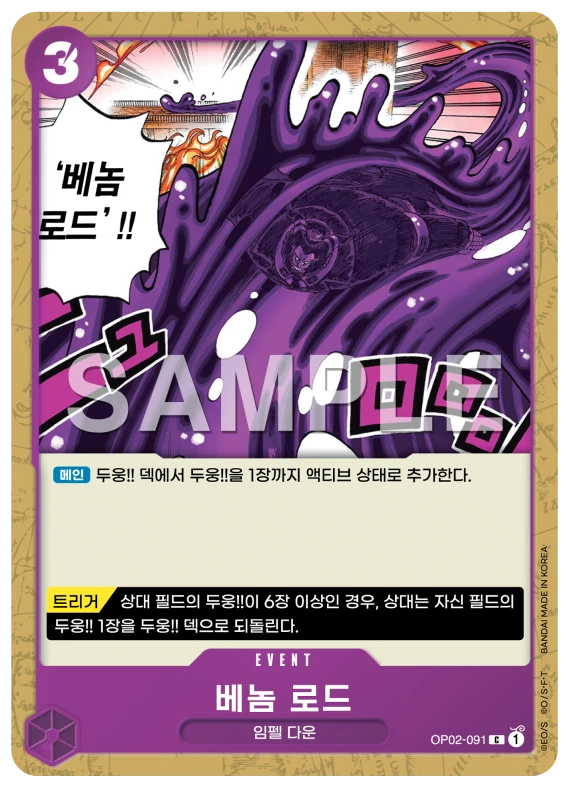 3
'베놈
로드' !!
SAMPLE
메인 두웅!! 덱에서 두웅!!을 1장까지 액티브 상태로 추가한다.
트리거 상대 필드의 두웅!!이 6장 이상인 경우, 상대는 자신 필드의
두웅!! 1장을 두웅!! 덱으로 되돌린다.
EVENT
베놈 로드
임펠 다운
OP02-091 C 1
©E.O/S ©O/S·F·T BANDAI MADE IN KOREA